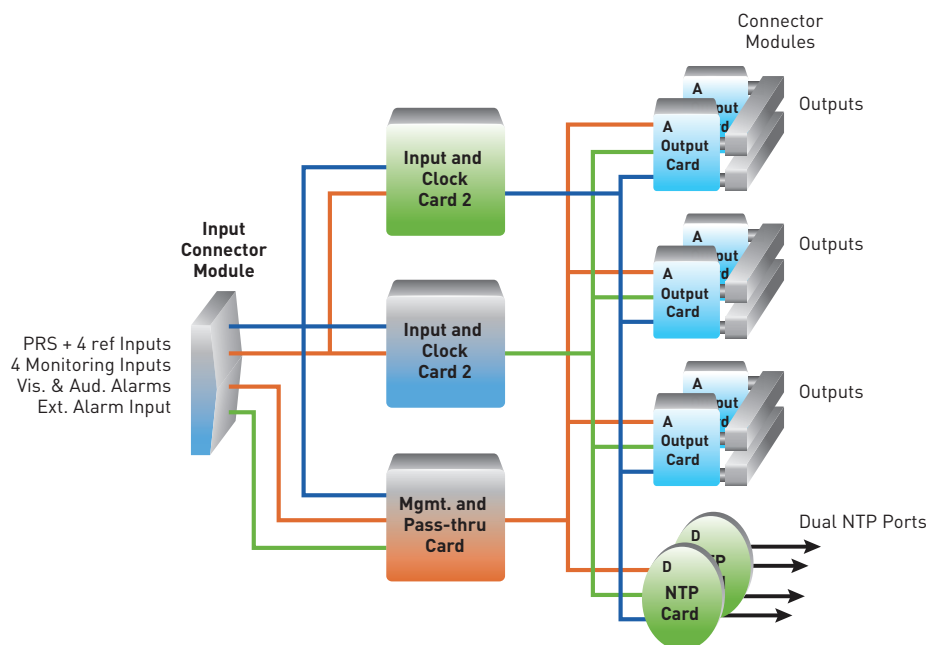 Connector
Modules
A
A
Output
Card
Outputs
Input and
Clock
Card 2
Input
Connector
Module
A
A
Output
Card
Outputs
PRS + 4 ref Inputs
4 Monitoring Inputs
Vis. & Aud. Alarms
Ext. Alarm Input
Input and
Clock
Card 2
A
A
Output
Card
Outputs
Mgmt. and
Pass-thru
Card
D
D
NTP
Card
Dual NTP Ports